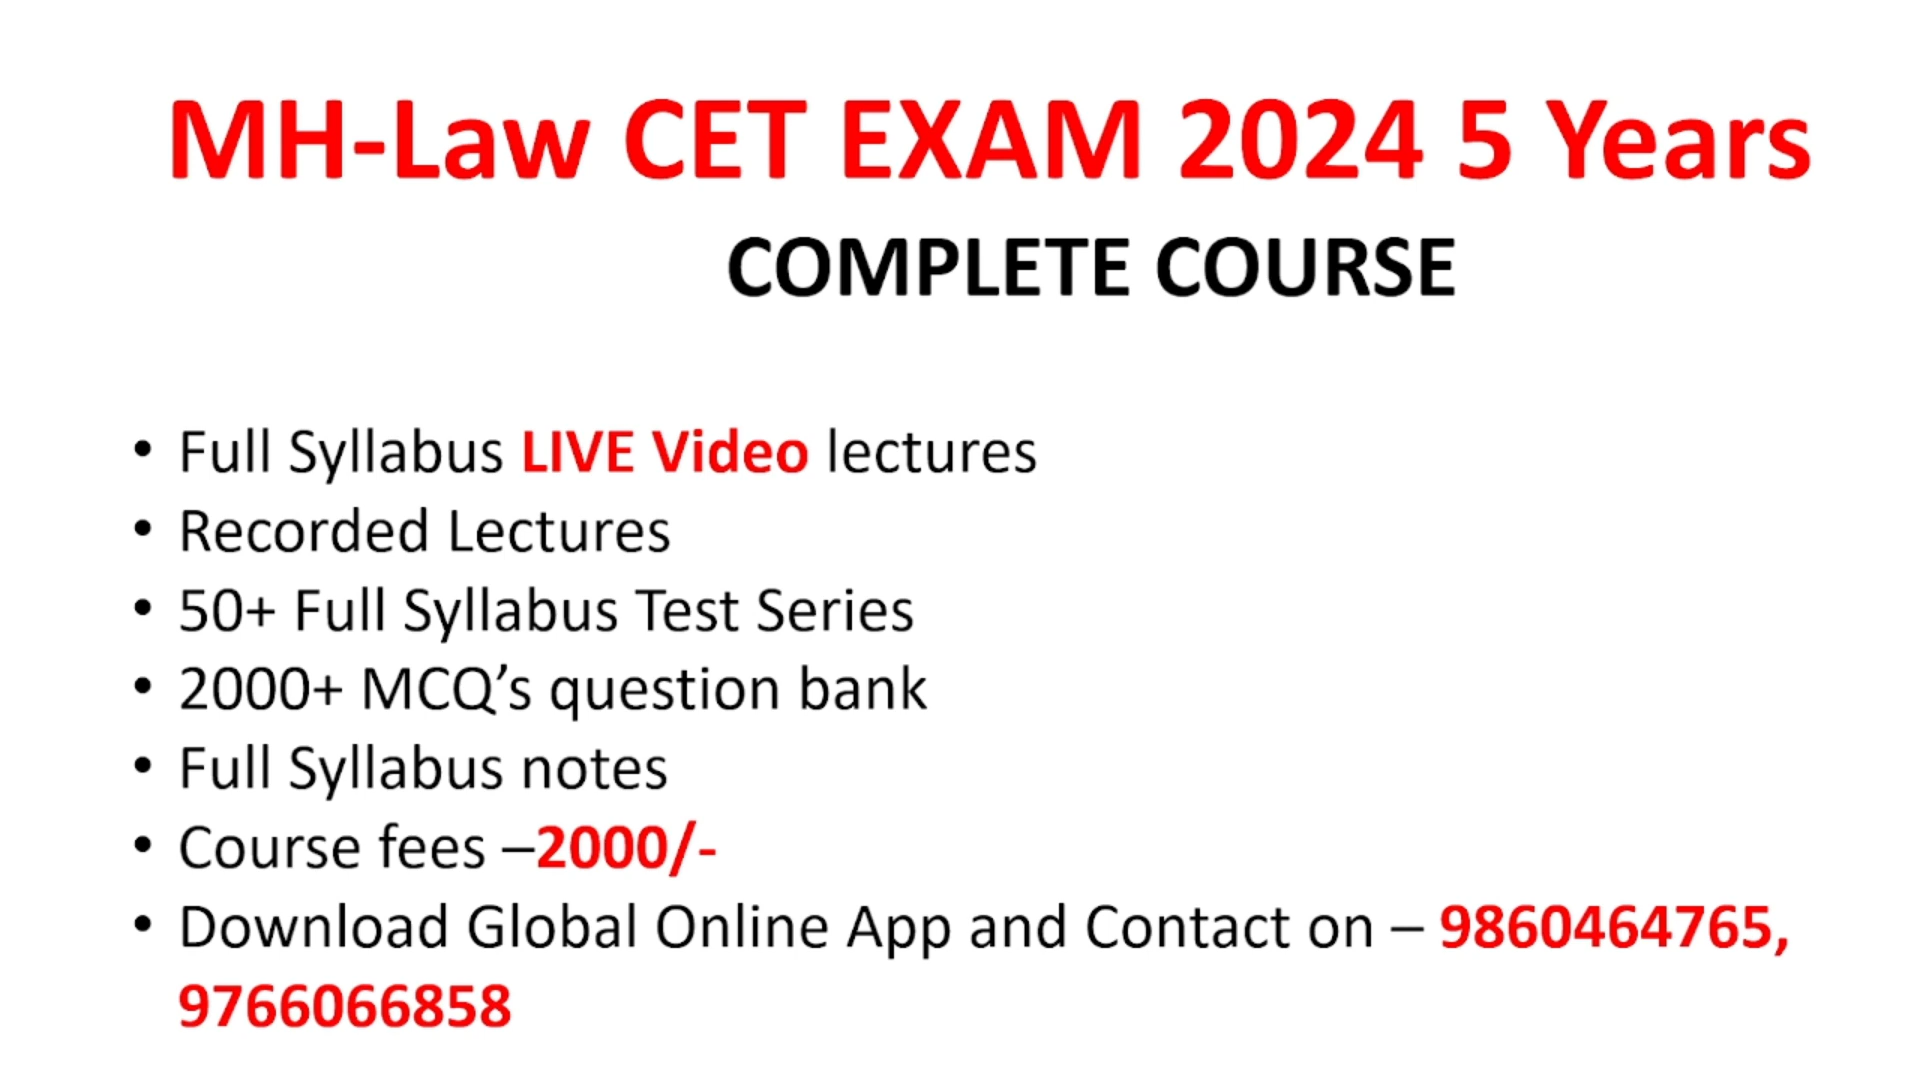 MH-Law CET EXAM 2024 5 Years
COMPLETE COURSE
• Full Syllabus LIVE Video lectures
• Recorded Lectures
• 50+ Full Syllabus Test Series
• 2000+ MCQ’s question bank
• Full Syllabus notes
• Course fees –2000/-
• Download Global Online App and Contact on – 9860464765,
9766066858